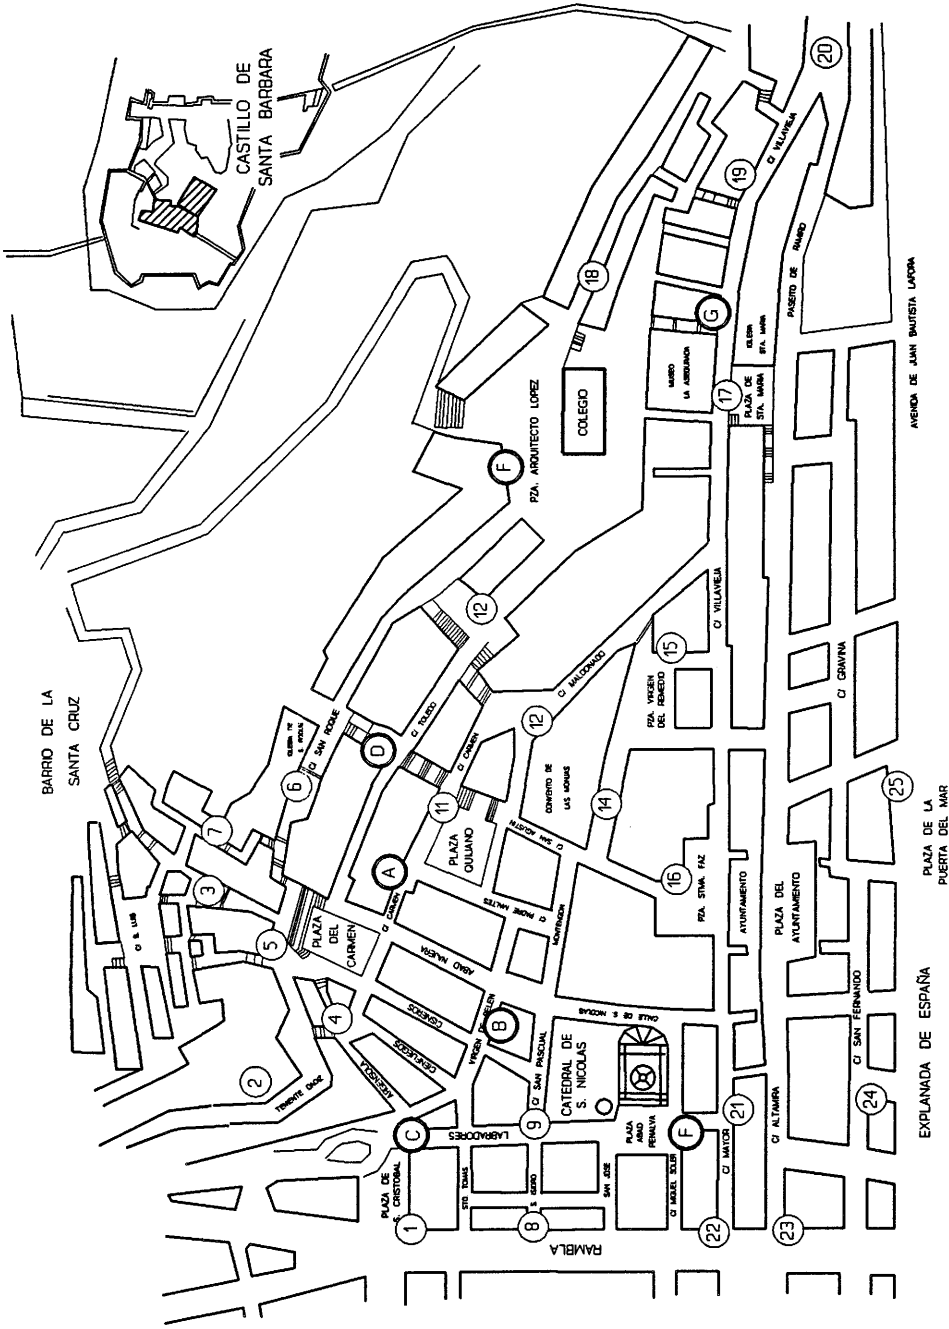 CASTILLO DE
SANTA BARBARA
BARRIO DE LA
SANTA CRUZ
20
19
C/ VILLAVIEJA
18
G
IGLESIA
STA. MARIA
PASEITO DE RAMIRO
AVENDA DE JUAN BAUTISTA LAFORA
MUSEO
LA ASEGURADA
17
PLAZA DE
STA. MARIA
COLEGIO
PZA. ARQUITECTO LOPEZ
F
12
C/ VILLAVIEJA
15
PZA. VIRGEN
DEL REMEDIO
C/ MALDONADO
12
C/ GRAVINA
C/ TOLEDO
D
C/ SAN ROQUE
6
7
C/ CARMEN
11
PLAZA
QUIJANO
CONVENTO DE
LAS MONJAS
14
C/ SAN AGUSTIN
25
PLAZA DE LA
PUERTA DEL MAR
16
PZA. STMA. FAZ
AYUNTAMIENTO
PLAZA DEL
AYUNTAMIENTO
A
C/ CARMEN
C/ PADRE MALTES
MONTENGON
3
C/ S. LUIS
5
PLAZA
DEL
CARMEN
ABAD NAJERA
CISNEROS
CIENFUEGOS
ARGENSOLA
4
2
TENIENTE DAOIZ
VIRGEN DE BELEN
B
C/ SAN PASCUAL
CALLE DE S. NICOLAS
CATEDRAL DE
S. NICOLAS
C/ SAN FERNANDO
EXPLANADA DE ESPAÑA
24
21
C/ ALTAMIRA
C/ MAYOR
PLAZA
ABAD
PENALVA
F
C/ MIGUEL SOLER
9
LABRADORES
C
PLAZA DE
S. CRISTOBAL
STO. TOMAS
S. ISIDRO
SAN JOSE
1
8
22
23
RAMBLA